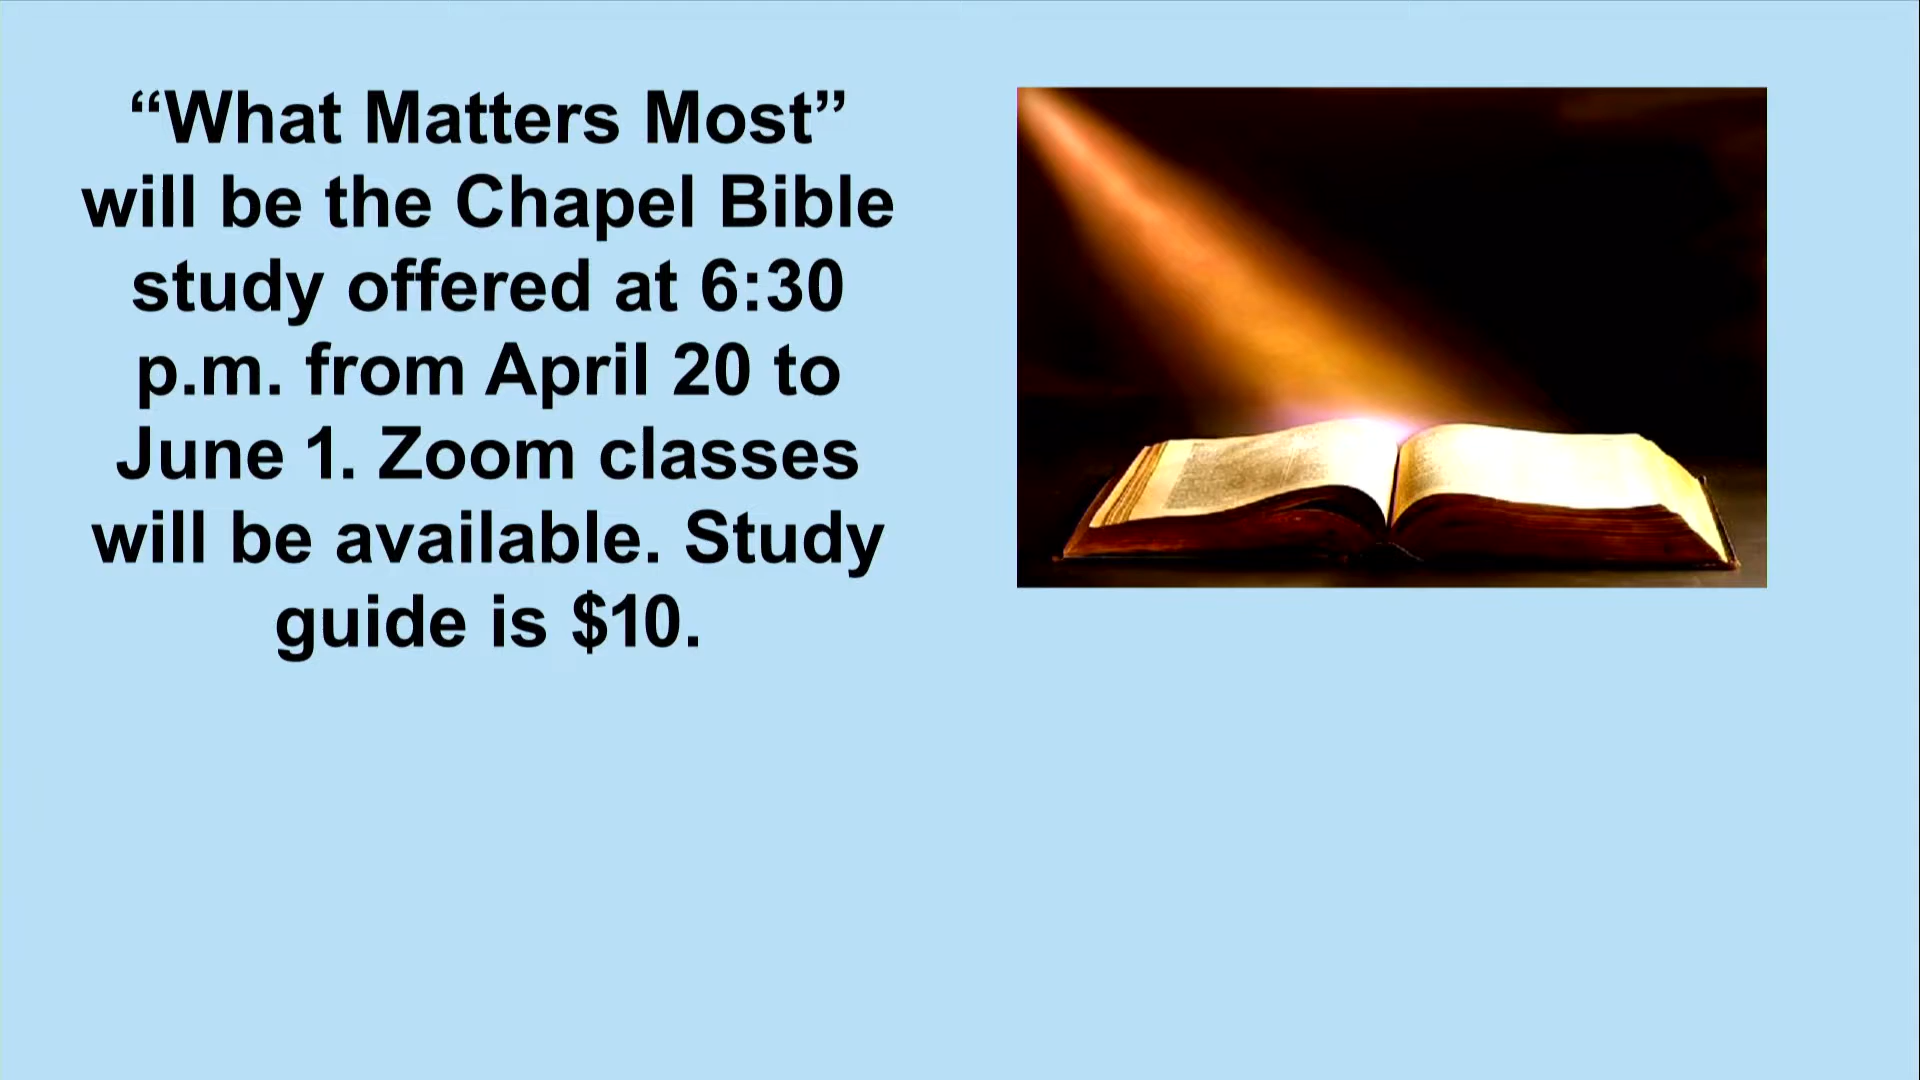 “What Matters Most”
will be the Chapel Bible
study offered at 6:30
p.m. from April 20 to
June 1. Zoom classes
will be available. Study
guide is $10.